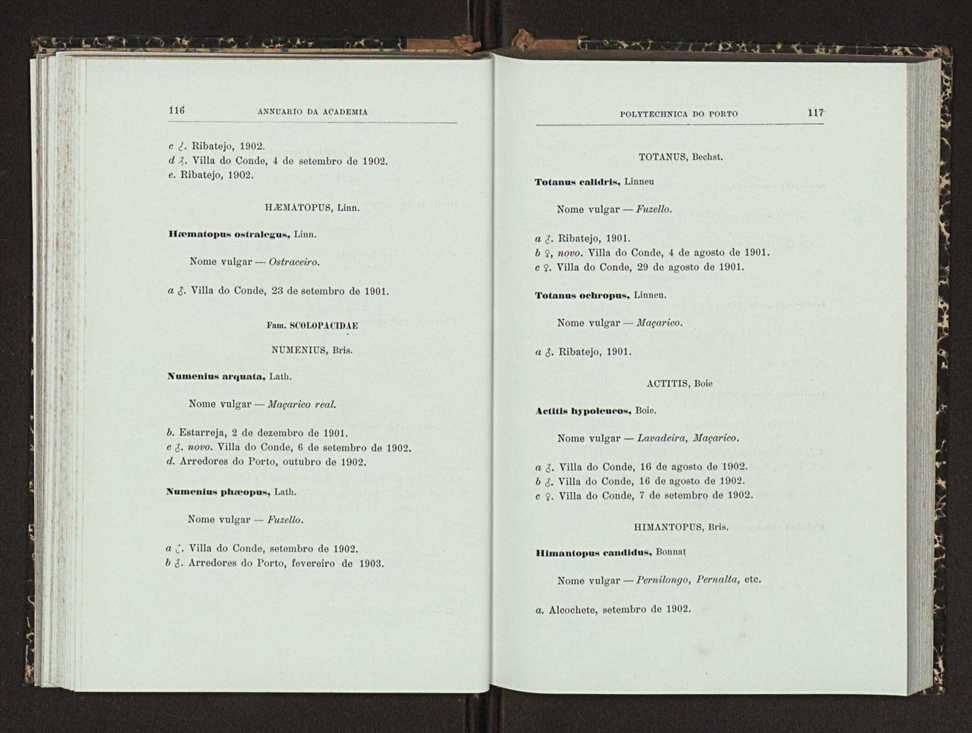 116 ANNUARIO DA ACADEMIA
c ♂. Ribatejo, 1902.
d ♂. Villa do Conde, 4 de setembro de 1902.
e. Ribatejo, 1902.
HÆMATOPUS, Linn.
Hæmatopus ostralegus, Linn.
Nome vulgar — Ostraceiro.
a ♂. Villa do Conde, 23 de setembro de 1901.
Fam. SCOLOPACIDAE
NUMENIUS, Bris.
Numenius arquata, Lath.
Nome vulgar — Maçarico real.
b. Estarreja, 2 de dezembro de 1901.
c ♂. novo. Villa do Conde, 6 de setembro de 1902.
d. Arredores do Porto, outubro de 1902.
Numenius phæopus, Lath.
Nome vulgar — Fuzello.
a ♂. Villa do Conde, setembro de 1902.
b ♂. Arredores do Porto, fevereiro de 1903.
POLYTECHNICA DO PORTO 117
TOTANUS, Bechst.
Totanus calidris, Linneu
Nome vulgar — Fuzello.
a ♂. Ribatejo, 1901.
b ♀, novo. Villa do Conde, 4 de agosto de 1901.
c ♀. Villa do Conde, 29 de agosto de 1901.
Totanus ochropus, Linneu.
Nome vulgar — Maçarico.
a ♂. Ribatejo, 1901.
ACTITIS, Boie
Actitis hypoleucos, Boie.
Nome vulgar — Lavadeira, Maçarico.
a ♂. Villa do Conde, 16 de agosto de 1902.
b ♂. Villa do Conde, 16 de agosto de 1902.
c ♀. Villa do Conde, 7 de setembro de 1902.
HIMANTOPUS, Bris.
Himantopus candidus, Bonnat
Nome vulgar — Pernilongo, Pernalta, etc.
a. Alcochete, setembro de 1902.